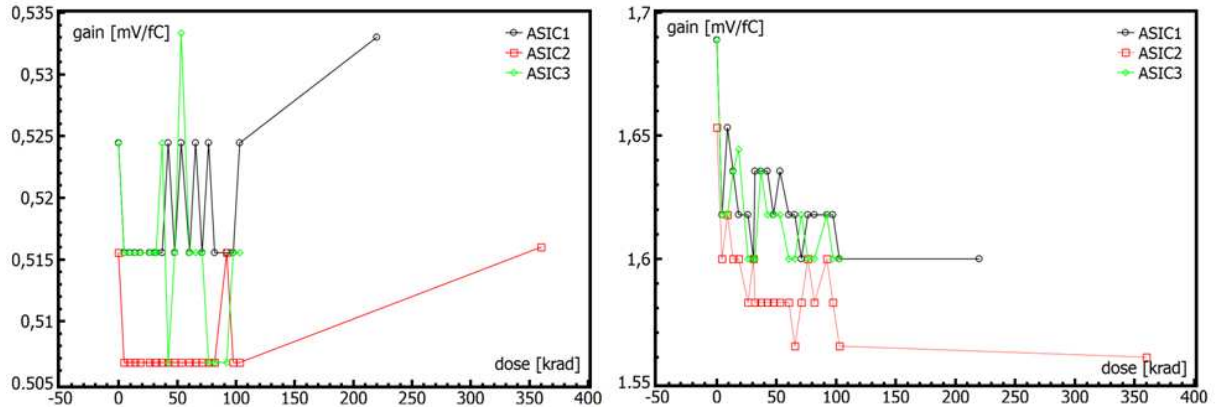 0,535
gain [mV/fC]
ASIC1
ASIC2
ASIC3
0,53
0,525
0,52
0,515
0,51
0.505
dose [krad]
-50 0 50 100 150 200 250 300 350 400
1,7
gain [mV/fC]
ASIC1
ASIC2
ASIC3
1,65
1,6
1.55
dose [krad]
-50 0 50 100 150 200 250 300 350 400